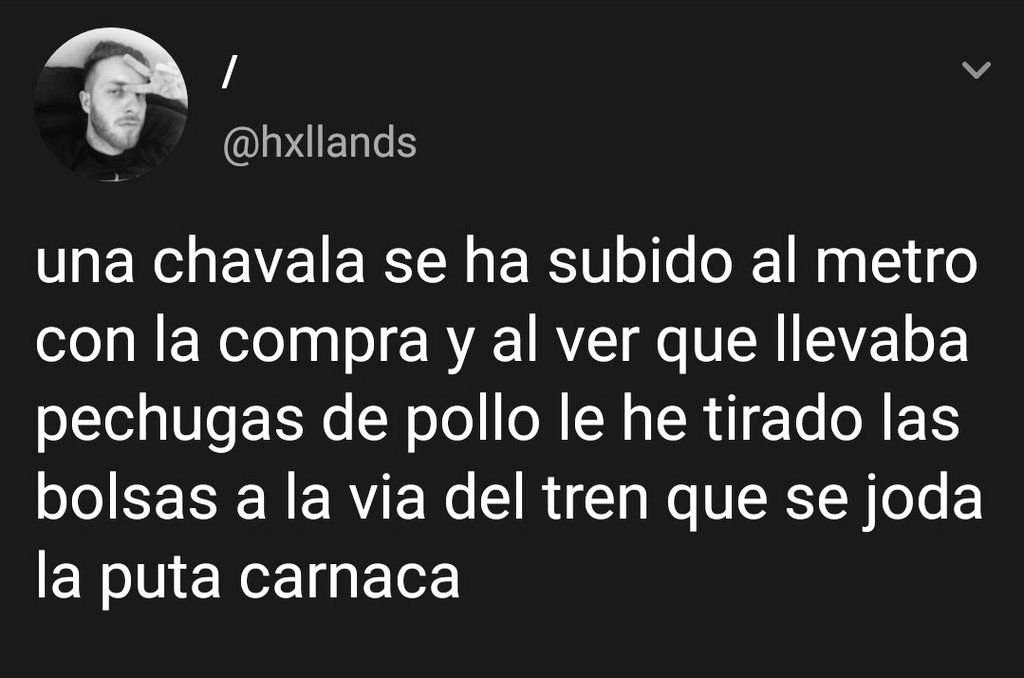 /
@hxllands
una chavala se ha subido al metro
con la compra y al ver que llevaba
pechugas de pollo le he tirado las
bolsas a la via del tren que se joda
la puta carnaca